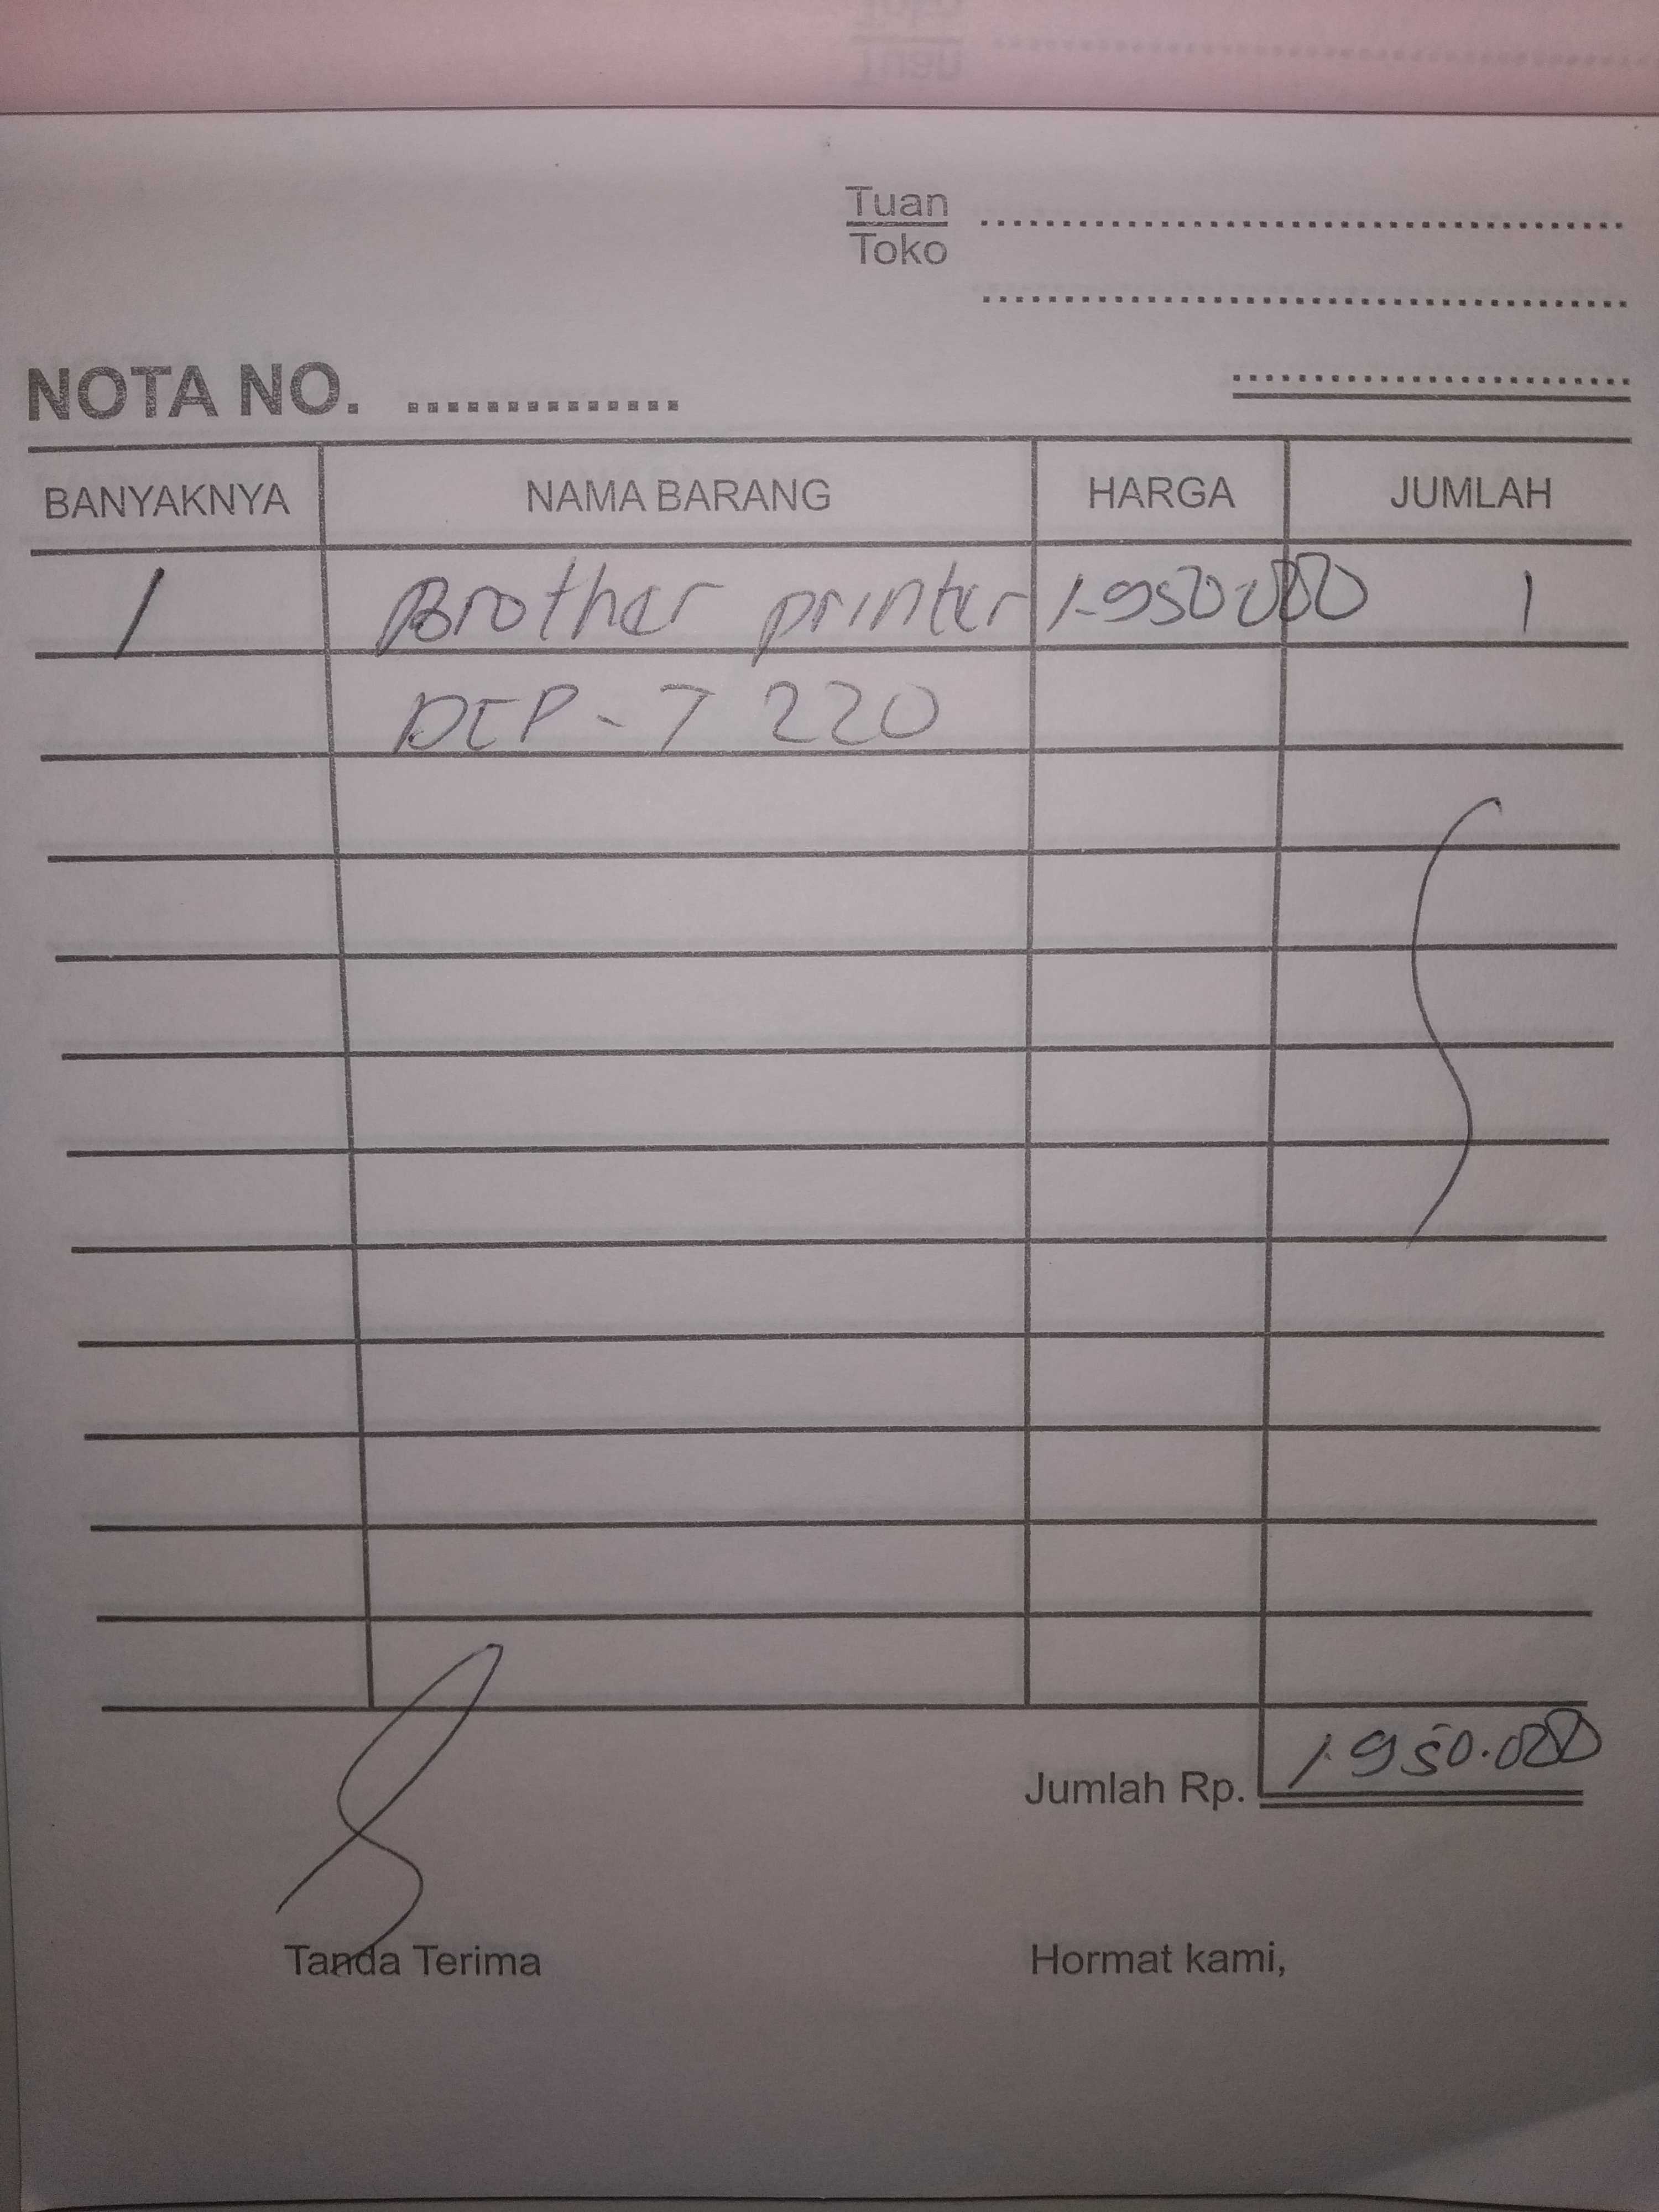 Tuan
Toko
NOTA NO. ..............
BANYAKNYA NAMA BARANG HARGA JUMLAH
1 Brother printer 1.950.000 1
DCP-T 220
Jumlah Rp. 1.950.000
Tanda Terima Hormat kami,